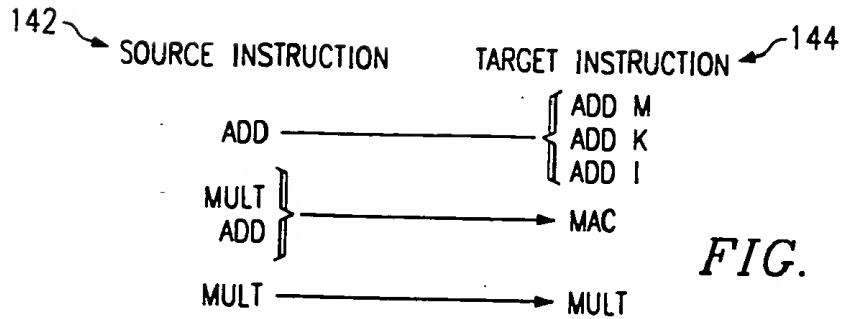 142
144
SOURCE INSTRUCTION TARGET INSTRUCTION
ADD M
ADD ADD K
ADD I
MULT
ADD MAC
FIG.
MULT MULT